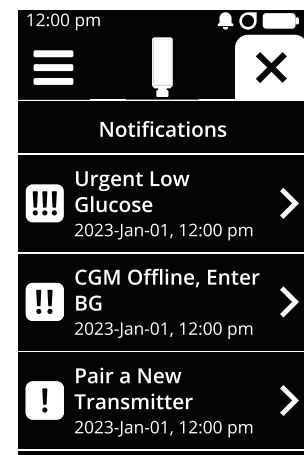 12:00 pm
Notifications
!!!
Urgent Low
Glucose
2023-Jan-01, 12:00 pm
!!
CGM Offline, Enter
BG
2023-Jan-01, 12:00 pm
!
Pair a New
Transmitter
2023-Jan-01, 12:00 pm